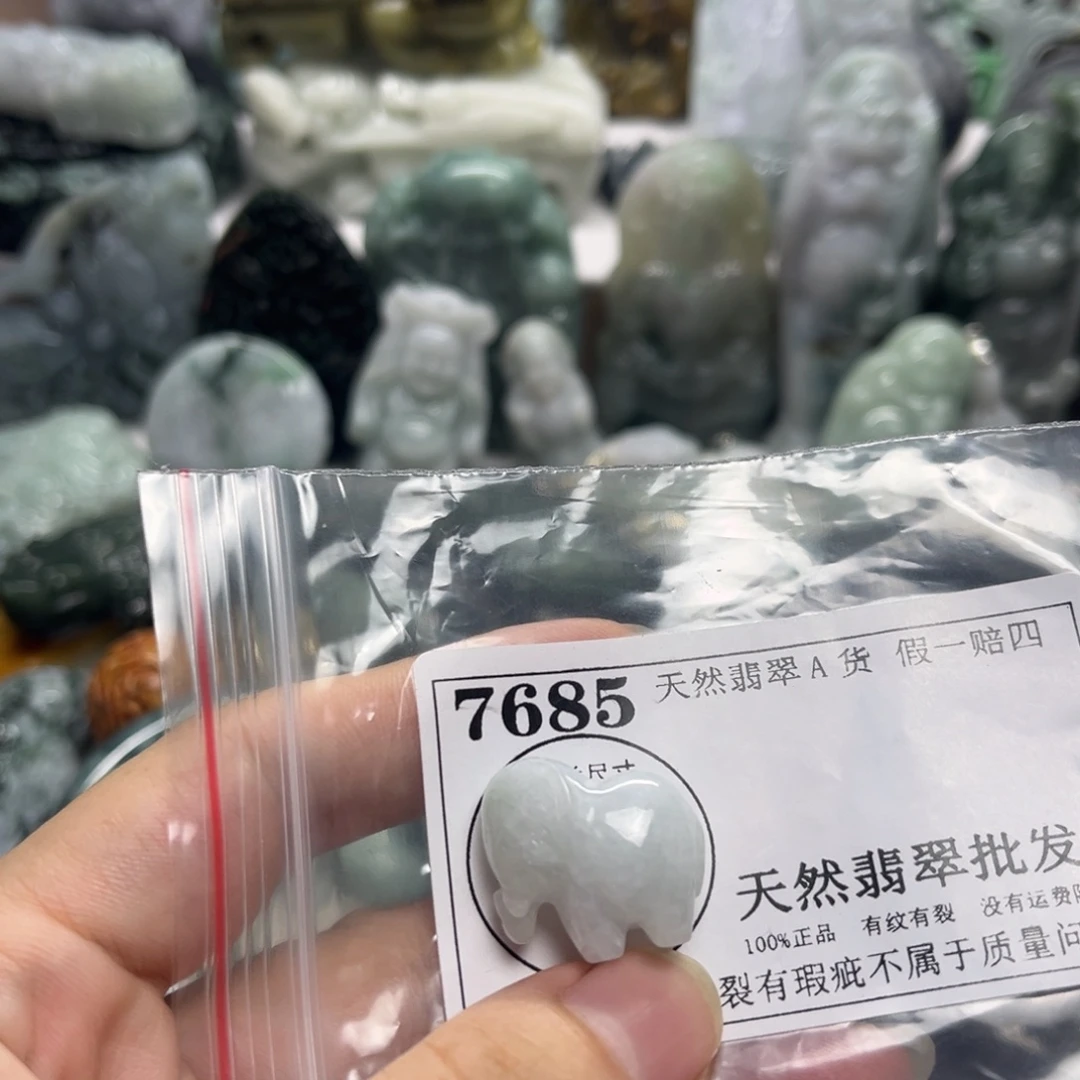 7685 天然翡翠A货 假一赔四
尺寸
天然翡翠批发
100%正品 有纹有裂 没有运费
裂有瑕疵不属于质量问